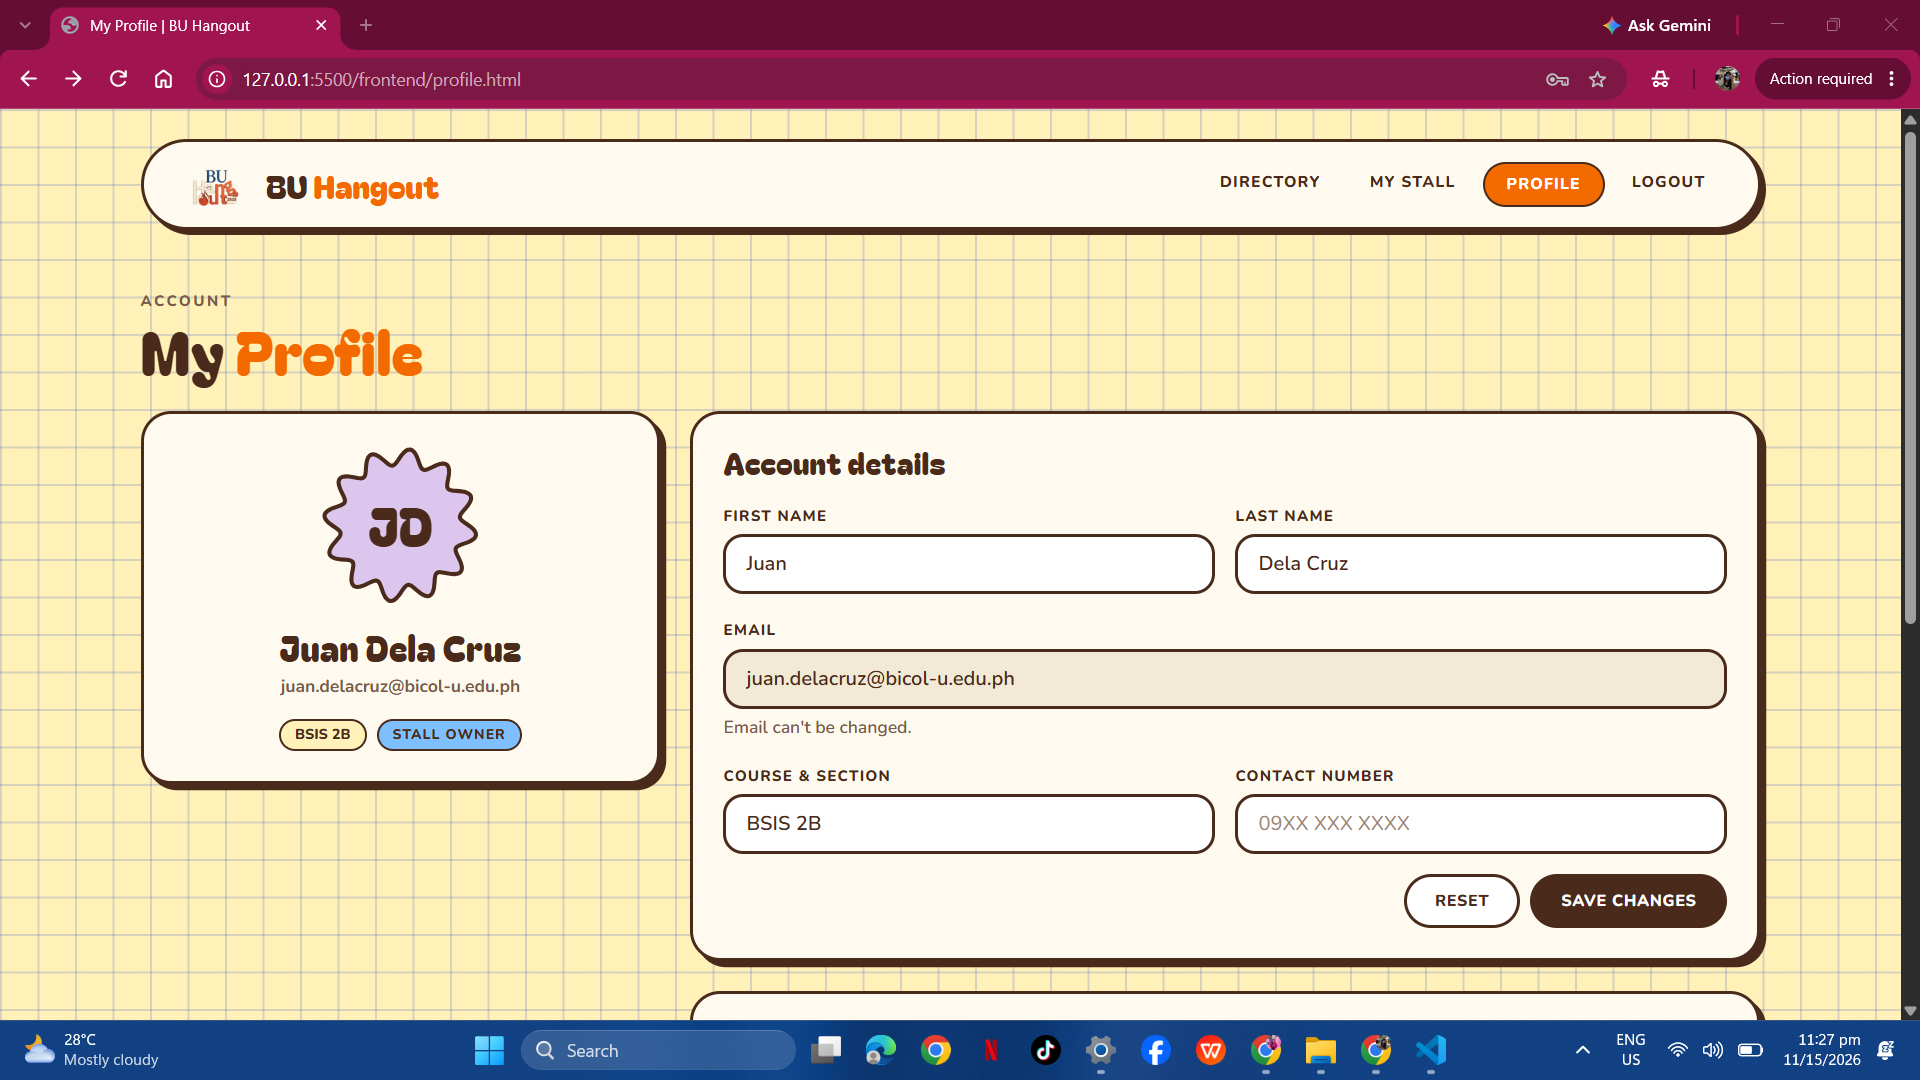 My Profile | BU Hangout
Ask Gemini
127.0.0.1:5500/frontend/profile.html
Action required
BU
Hangout
BU Hangout
DIRECTORY
MY STALL
PROFILE
LOGOUT
ACCOUNT
My Profile
JD
Juan Dela Cruz
juan.delacruz@bicol-u.edu.ph
BSIS 2B
STALL OWNER
Account details
FIRST NAME
LAST NAME
Juan
Dela Cruz
EMAIL
juan.delacruz@bicol-u.edu.ph
Email can't be changed.
COURSE & SECTION
CONTACT NUMBER
BSIS 2B
09XX XXX XXXX
RESET
SAVE CHANGES
28°C
Mostly cloudy
Search
ENG
US
11:27 pm
11/15/2026